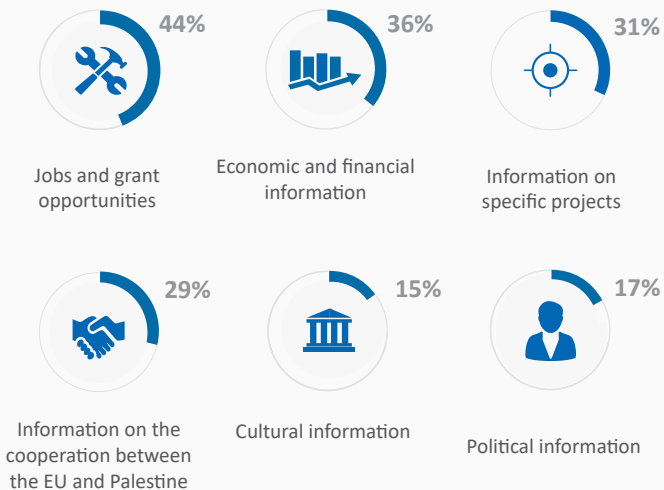 44%
Jobs and grant
opportunities
36%
Economic and financial
information
31%
Information on
specific projects
29%
Information on the
cooperation between
the EU and Palestine
15%
Cultural information
17%
Political information